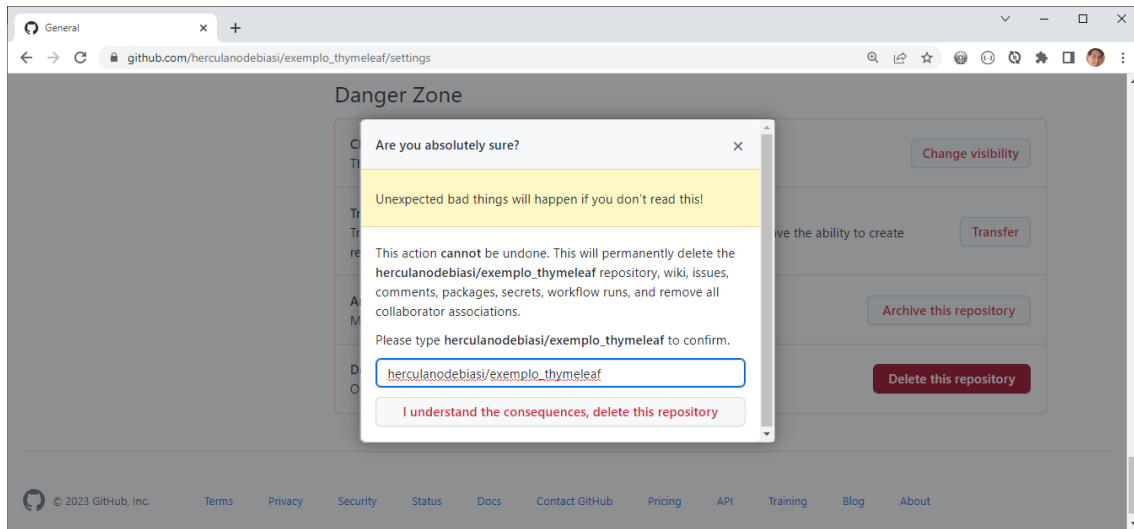 General
github.com/herculanodebiasi/exemplo_thymeleaf/settings
Danger Zone
Are you absolutely sure?
Change visibility
Unexpected bad things will happen if you don't read this!
ve the ability to create
Transfer
This action cannot be undone. This will permanently delete the
herculanodebiasi/exemplo_thymeleaf repository, wiki, issues,
comments, packages, secrets, workflow runs, and remove all
collaborator associations.
Archive this repository
Please type herculanodebiasi/exemplo_thymeleaf to confirm.
herculanodebiasi/exemplo_thymeleaf
Delete this repository
I understand the consequences, delete this repository
© 2023 GitHub, Inc. Terms Privacy Security Status Docs Contact GitHub Pricing API Training Blog About